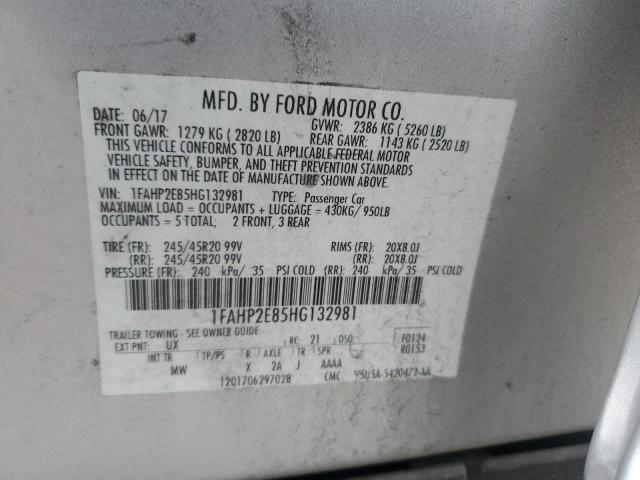 MFD. BY FORD MOTOR CO.
DATE: 06/17 GVWR: 2386 KG ( 5260 LB)
FRONT GAWR: 1279 KG ( 2820 LB) REAR GAWR: 1143 KG ( 2520 LB)
THIS VEHICLE CONFORMS TO ALL APPLICABLE FEDERAL MOTOR
VEHICLE SAFETY, BUMPER, AND THEFT PREVENTION STANDARDS
IN EFFECT ON THE DATE OF MANUFACTURE SHOWN ABOVE.
VIN: 1FAHP2E85HG132981 TYPE: Passenger Car
MAXIMUM LOAD = OCCUPANTS + LUGGAGE = 430KG/ 950LB
OCCUPANTS = 5 TOTAL; 2 FRONT, 3 REAR
TIRE (FR): 245/45R20 99V RIMS (FR): 20X8.0J
(RR): 245/45R20 99V (RR): 20X8.0J
PRESSURE (FR): 240 kPa/ 35 PSI COLD (RR): 240 kPa/ 35 PSI COLD
1FAHP2E85HG132981
TRAILER TOWING - SEE OWNER GUIDE
EXT PNT: UX RC: 21 DSO: F0124
R0153
INT TR TP/PS R AX TR SPR
MW X 2A J AAAA
1201706297028 CMC 5U5A-5420472-AA